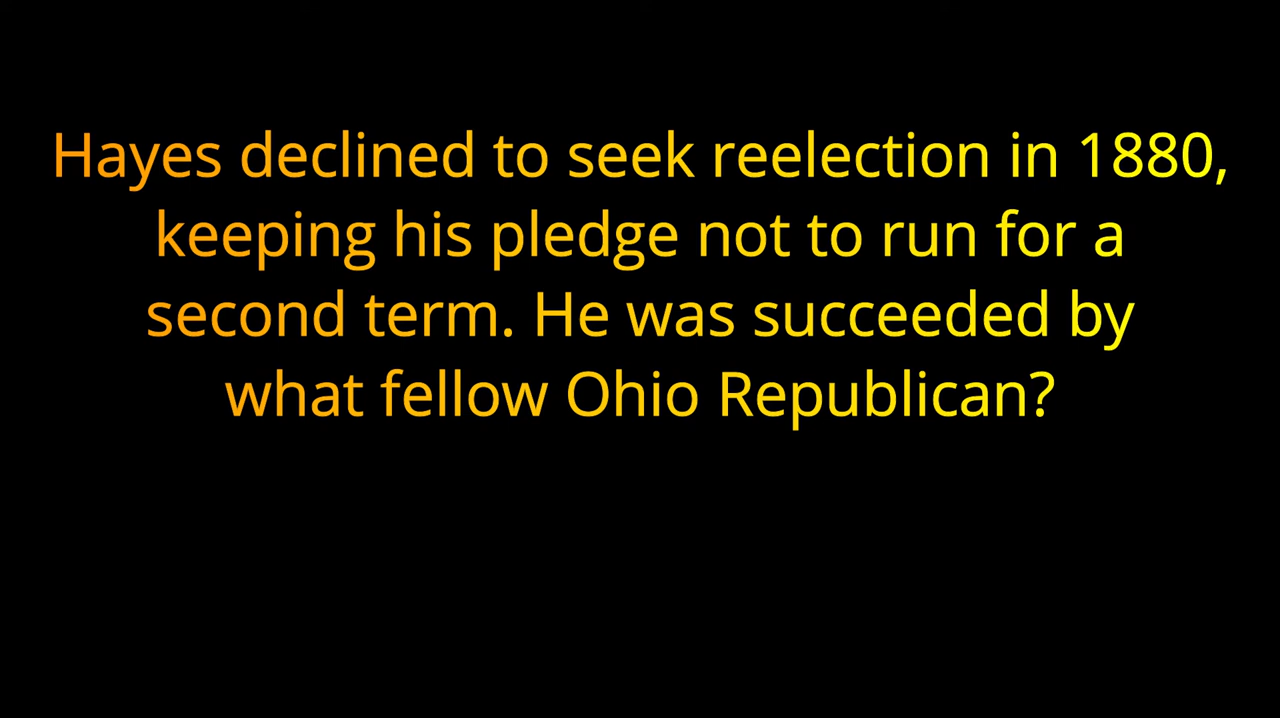 Hayes declined to seek reelection in 1880,
keeping his pledge not to run for a
second term. He was succeeded by
what fellow Ohio Republican?